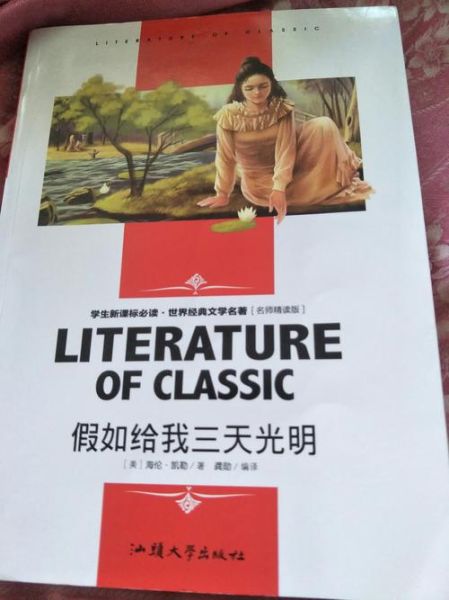 LITERATURE OF CLASSIC
学生新课标必读·世界经典文学名著[名师精读版]
LITERATURE
OF CLASSIC
假如给我三天光明
[美]海伦·凯勒/著 龚勋/编译
汕頭大學出版社